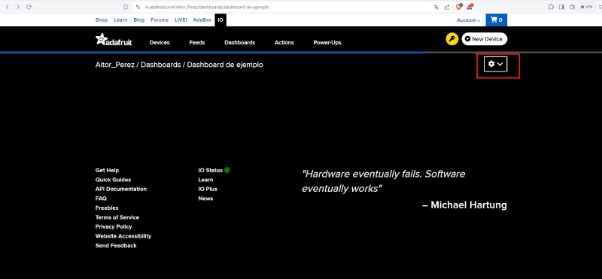 io.adafruit.com/Aitor_Perez/dashboards/dashboard-de-ejemplo
Shop Learn Blog Forums LIVE! AdaBox IO Account 0
adafruit Devices Feeds Dashboards Actions Power-Ups New Device
Aitor_Perez / Dashboards / Dashboard de ejemplo
Get Help
Quick Guides
API Documentation
FAQ
Freebies
Terms of Service
Privacy Policy
Website Accessibility
Send Feedback
IO Status
Learn
IO Plus
News
"Hardware eventually fails. Software
eventually works"
– Michael Hartung